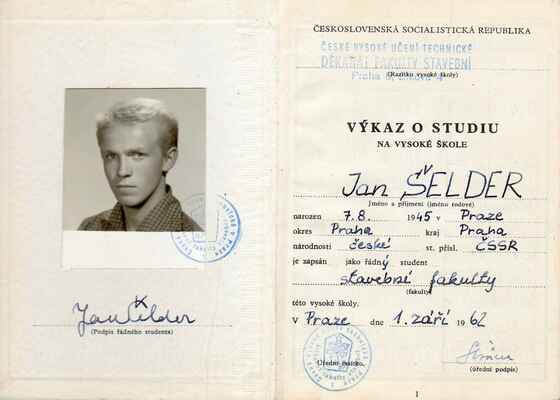 Jan Šelder
(Podpis řádného studenta)
ČESKOSLOVENSKÁ SOCIALISTICKÁ REPUBLIKA
ČESKÉ VYSOKÉ UČENÍ TECHNICKÉ
DĚKANÁT FAKULTY STAVEBNÍ
Praha
(Razítko vysoké školy)
VÝKAZ O STUDIU
NA VYSOKÉ ŠKOLE
Jan ŠELDER
Jméno a příjmení (jméno rodové)
narozen 7.8. 1945 v Praze
okres Praha kraj Praha
národnosti české st. přísl. ČSSR
je zapsán jako řádný student
stavební fakulty
(fakulty)
této vysoké školy.
V Praze dne 1. září 1962
Úřední razítko.
(úřední podpis)
1